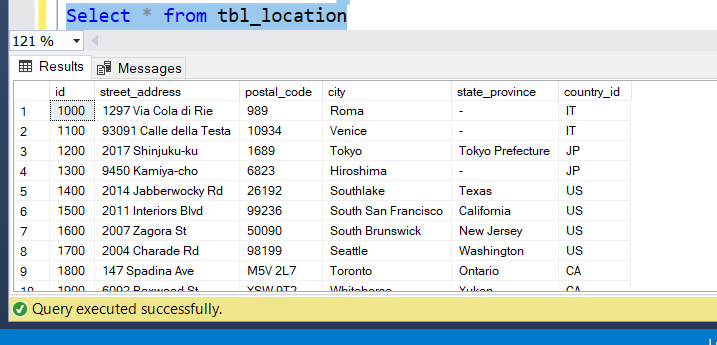 Select * from tbl_location
121 %
Results Messages
id street_address postal_code city state_province country_id
1 1000 1297 Via Cola di Rie 989 Roma - IT
2 1100 93091 Calle della Testa 10934 Venice - IT
3 1200 2017 Shinjuku-ku 1689 Tokyo Tokyo Prefecture JP
4 1300 9450 Kamiya-cho 6823 Hiroshima - JP
5 1400 2014 Jabberwocky Rd 26192 Southlake Texas US
6 1500 2011 Interiors Blvd 99236 South San Francisco California US
7 1600 2007 Zagora St 50090 South Brunswick New Jersey US
8 1700 2004 Charade Rd 98199 Seattle Washington US
9 1800 147 Spadina Ave M5V 2L7 Toronto Ontario CA
10 1900 6092 Boxwood St YSW 9T2 Whitehorse Yukon CA
Query executed successfully.